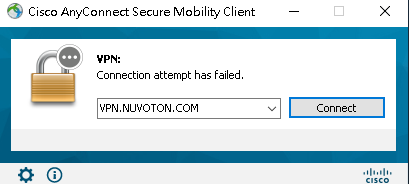 Cisco AnyConnect Secure Mobility Client
VPN:
Connection attempt has failed.
VPN.NUVOTON.COM
Connect
CISCO